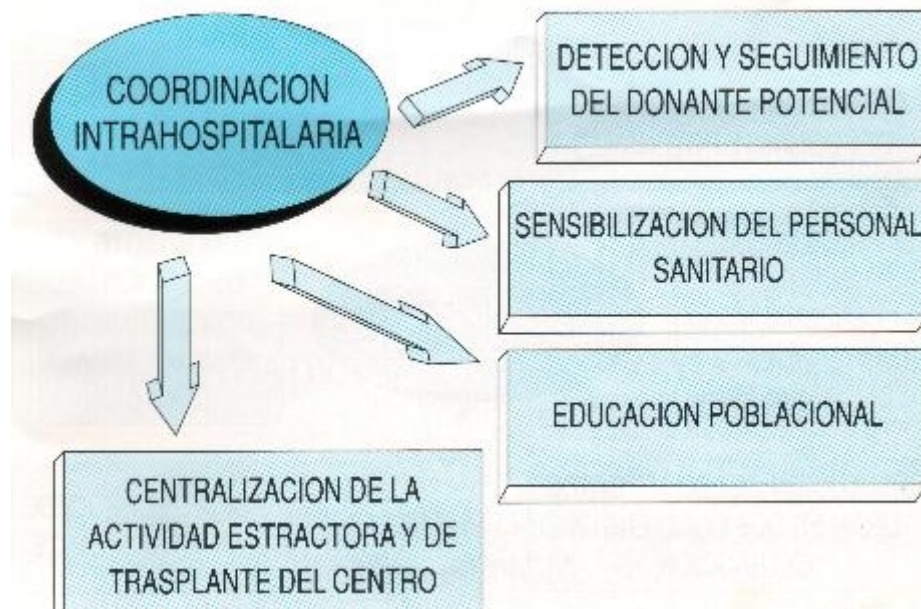 COORDINACION
INTRAHOSPITALARIA
DETECCION Y SEGUIMIENTO
DEL DONANTE POTENCIAL
SENSIBILIZACION DEL PERSONAL
SANITARIO
EDUCACION POBLACIONAL
CENTRALIZACION DE LA
ACTIVIDAD ESTRACTORA Y DE
TRASPLANTE DEL CENTRO